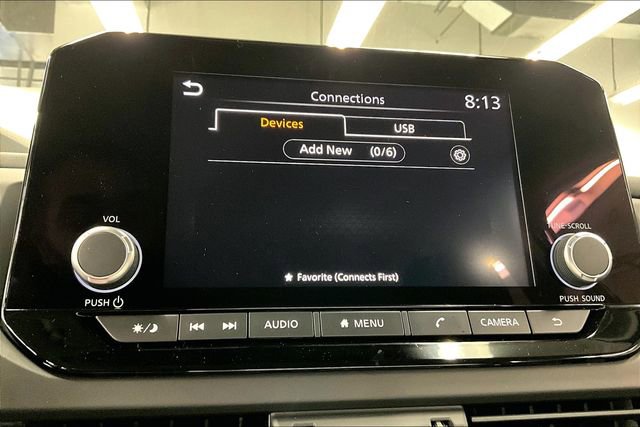 Connections
8:13
Devices
USB
Add New (0/6)
VOL
TUNE·SCROLL
★ Favorite (Connects First)
PUSH
PUSH SOUND
AUDIO
MENU
CAMERA